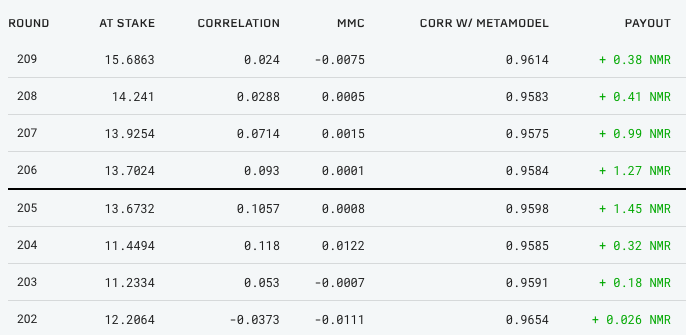 ROUND AT STAKE CORRELATION MMC CORR W/ METAMODEL PAYOUT
209 15.6863 0.024 -0.0075 0.9614 + 0.38 NMR
208 14.241 0.0288 0.0005 0.9583 + 0.41 NMR
207 13.9254 0.0714 0.0015 0.9575 + 0.99 NMR
206 13.7024 0.093 0.0001 0.9584 + 1.27 NMR
205 13.6732 0.1057 0.0008 0.9598 + 1.45 NMR
204 11.4494 0.118 0.0122 0.9585 + 0.32 NMR
203 11.2334 0.053 -0.0007 0.9591 + 0.18 NMR
202 12.2064 -0.0373 -0.0111 0.9654 + 0.026 NMR